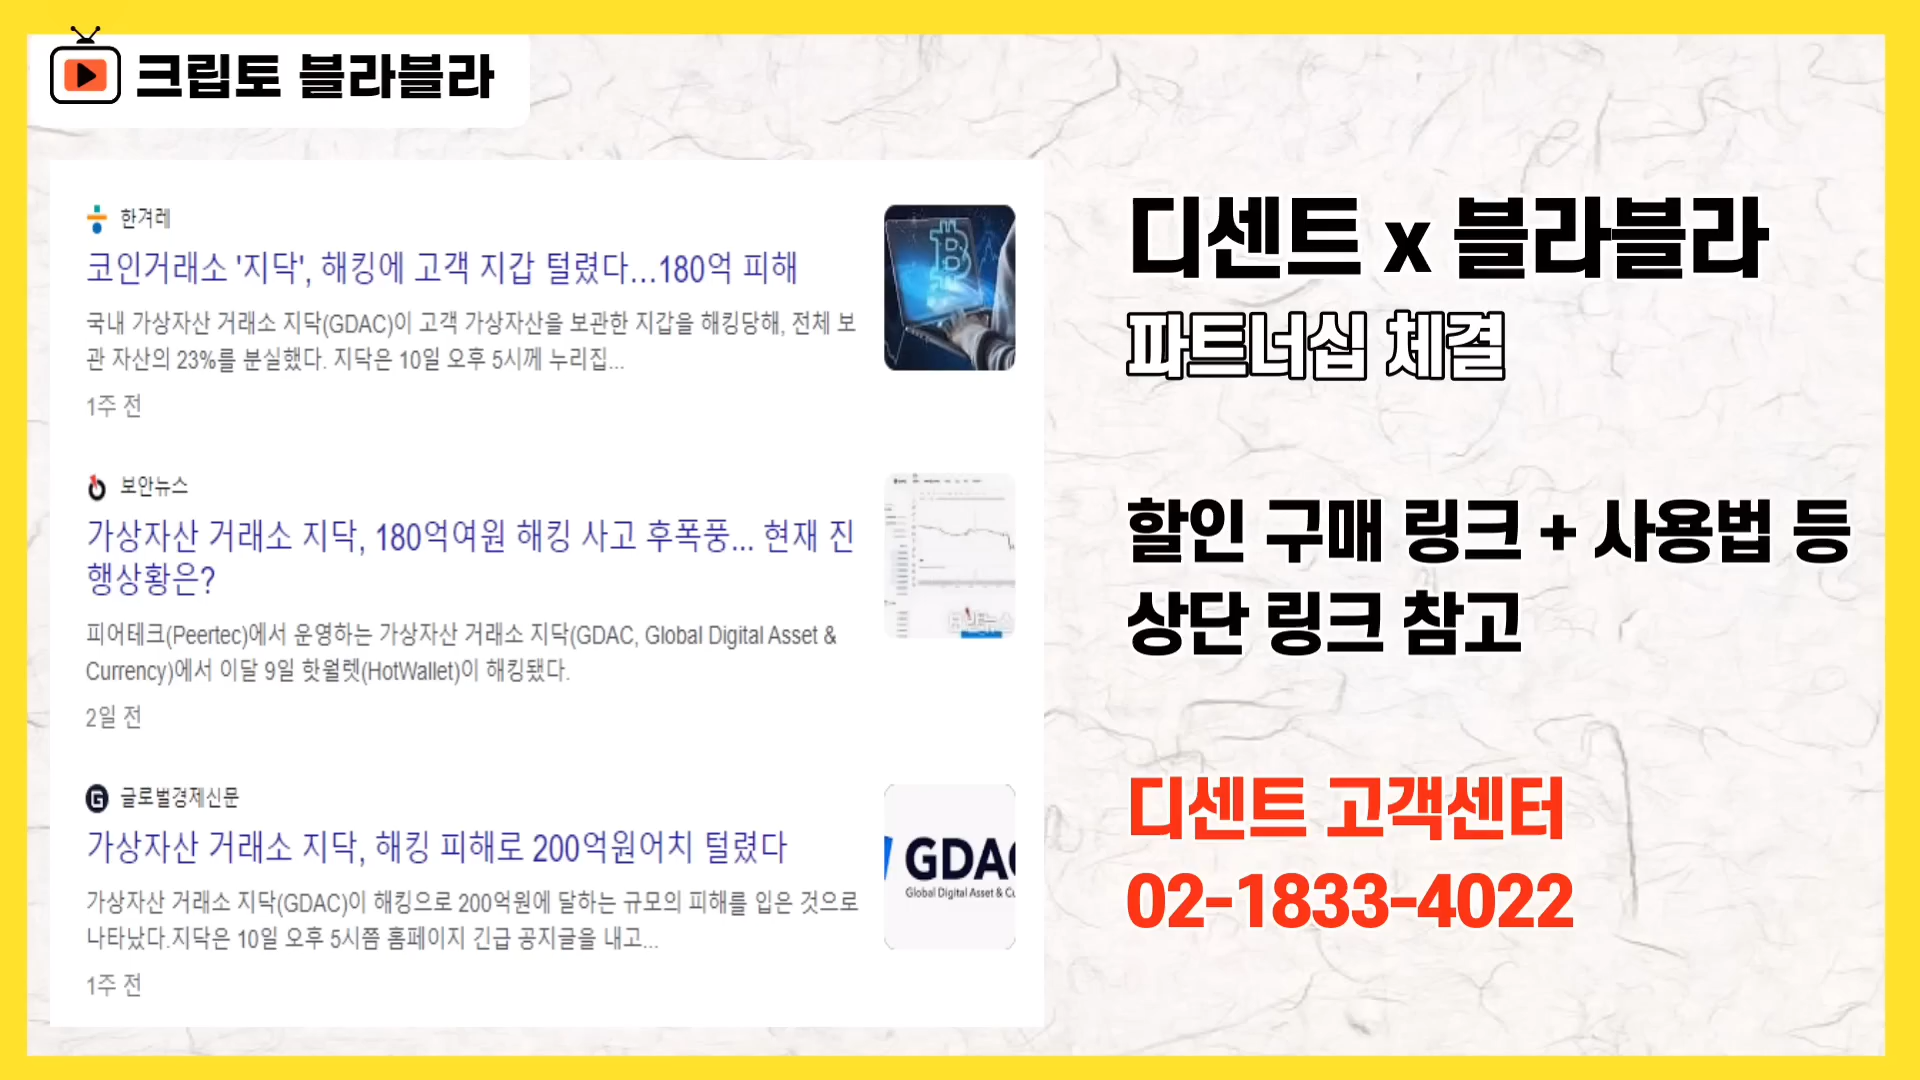 크립토 블라블라
한겨레
코인거래소 '지닥', 해킹에 고객 지갑 털렸다...180억 피해
국내 가상자산 거래소 지닥(GDAC)이 고객 가상자산을 보관한 지갑을 해킹당해, 전체 보
관 자산의 23%를 분실했다. 지닥은 10일 오후 5시께 누리집...
1주 전
보안뉴스
가상자산 거래소 지닥, 180억여원 해킹 사고 후폭풍... 현재 진
행상황은?
피어테크(Peertec)에서 운영하는 가상자산 거래소 지닥(GDAC, Global Digital Asset &
Currency)에서 이달 9일 핫월렛(HotWallet)이 해킹됐다.
2일 전
글로벌경제신문
가상자산 거래소 지닥, 해킹 피해로 200억원어치 털렸다
가상자산 거래소 지닥(GDAC)이 해킹으로 200억원에 달하는 규모의 피해를 입은 것으로
나타났다.지닥은 10일 오후 5시쯤 홈페이지 긴급 공지글을 내고...
1주 전
GDAC
Global Digital Asset & Cu
디센트 x 블라블라
파트너십 체결
할인 구매 링크 + 사용법 등
상단 링크 참고
디센트 고객센터
02-1833-4022